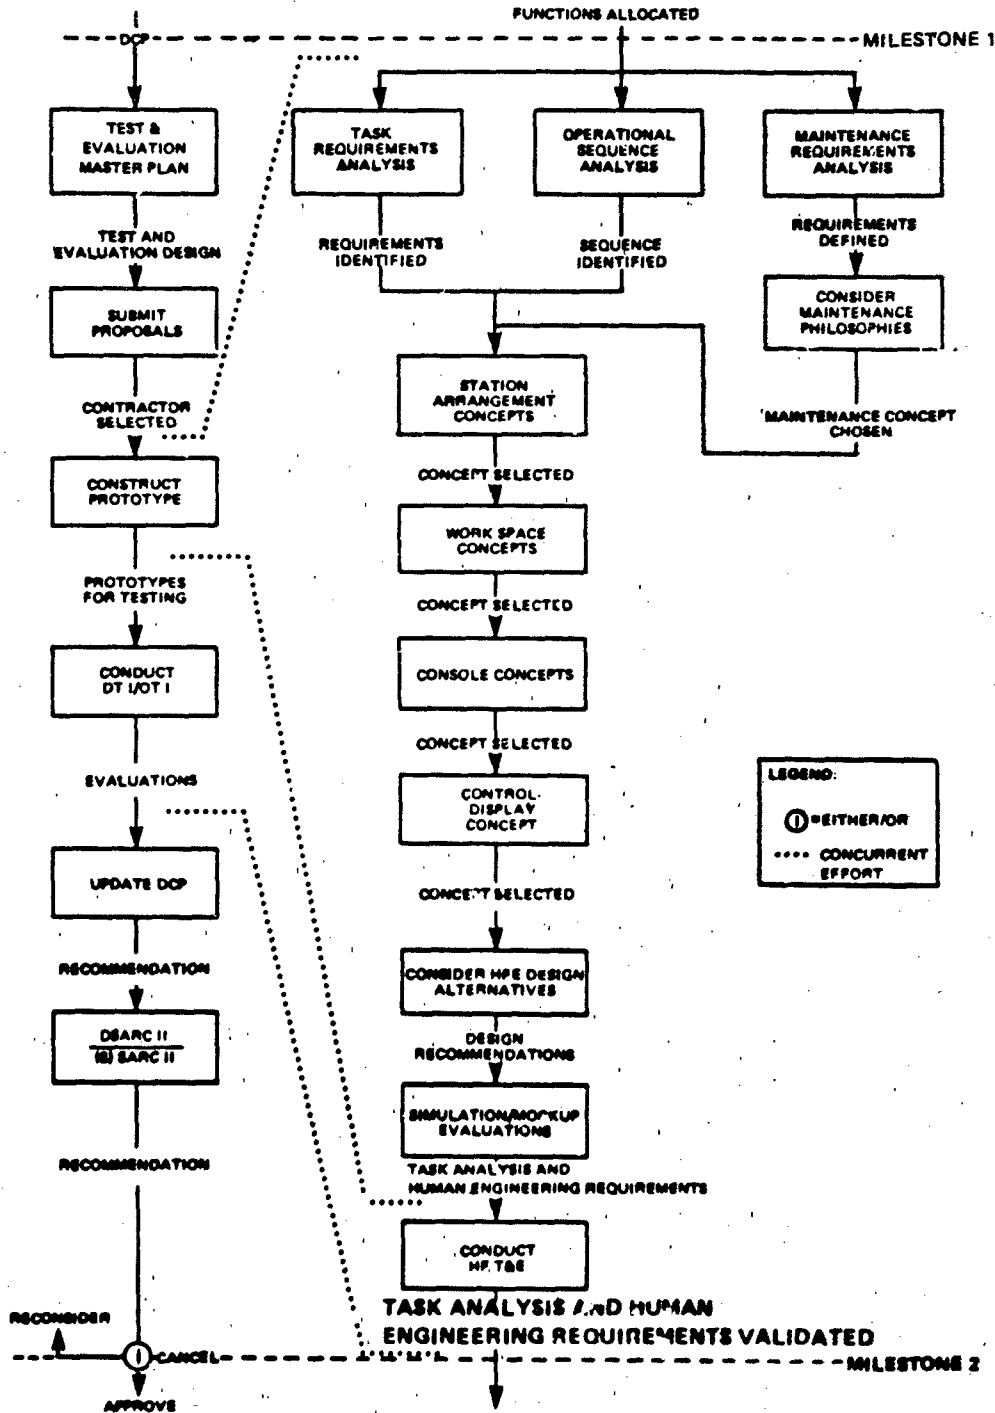 FUNCTIONS ALLOCATED
DCP
MILESTONE 1
TEST &
EVALUATION
MASTER PLAN
TASK
REQUIREMENTS
ANALYSIS
OPERATIONAL
SEQUENCE
ANALYSIS
MAINTENANCE
REQUIREMENTS
ANALYSIS
TEST AND
EVALUATION DESIGN
REQUIREMENTS
IDENTIFIED
SEQUENCE
IDENTIFIED
REQUIREMENTS
DEFINED
SUBMIT
PROPOSALS
CONSIDER
MAINTENANCE
PHILOSOPHIES
CONTRACTOR
SELECTED
STATION
ARRANGEMENT
CONCEPTS
MAINTENANCE CONCEPT
CHOSEN
CONSTRUCT
PROTOTYPE
CONCEPT SELECTED
WORK SPACE
CONCEPTS
PROTOTYPES
FOR TESTING
CONCEPT SELECTED
CONDUCT
DT I/OT I
CONSOLE CONCEPTS
CONCEPT SELECTED
EVALUATIONS
CONTROL-
DISPLAY
CONCEPT
LEGEND:
I =EITHER/OR
.... CONCURRENT
EFFORT
UPDATE DCP
CONCEPT SELECTED
RECOMMENDATION
CONSIDER HFE DESIGN
ALTERNATIVES
DSARC II
(S) SARC II
DESIGN
RECOMMENDATIONS
SIMULATION/MOCKUP
EVALUATIONS
RECOMMENDATION
TASK ANALYSIS AND
HUMAN ENGINEERING REQUIREMENTS
CONDUCT
HF T&E
TASK ANALYSIS AND HUMAN
ENGINEERING REQUIREMENTS VALIDATED
RECONSIDER
I CANCEL
MILESTONE 2
APPROVE